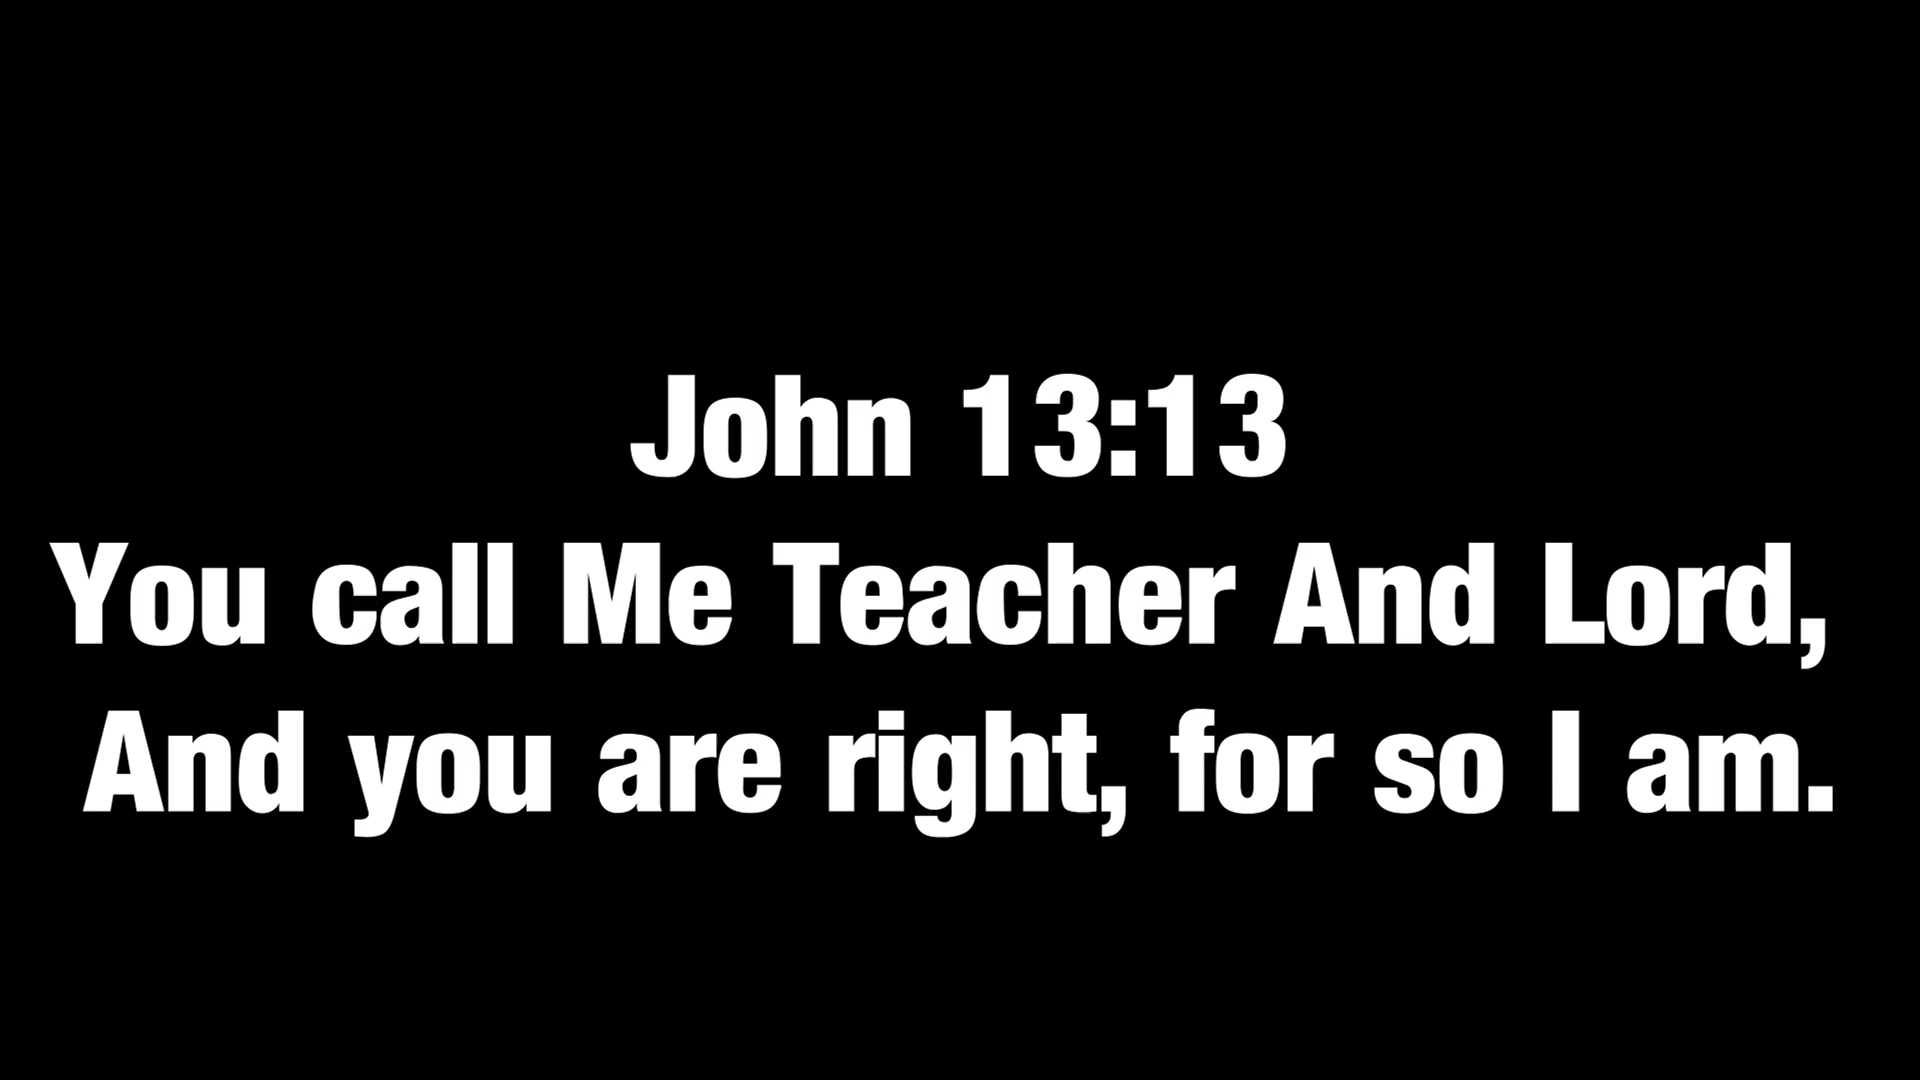 John 13:13
You call Me Teacher And Lord,
And you are right, for so I am.